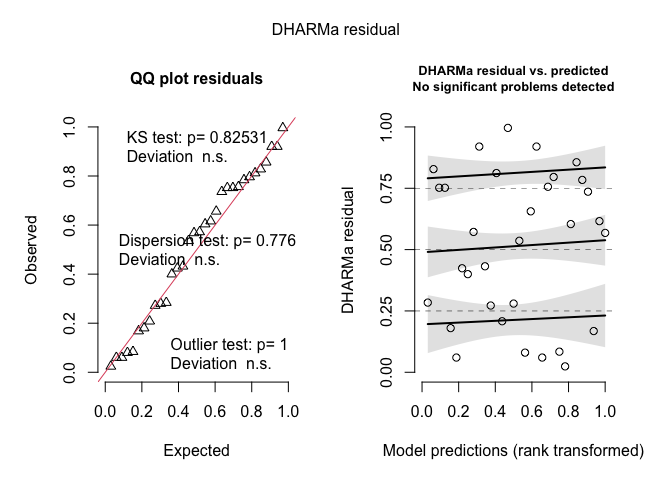 DHARMa residual
QQ plot residuals
KS test: p= 0.82531
Deviation n.s.
Dispersion test: p= 0.776
Deviation n.s.
Outlier test: p= 1
Deviation n.s.
Observed
0.0 0.2 0.4 0.6 0.8 1.0
0.0 0.2 0.4 0.6 0.8 1.0
Expected
DHARMa residual vs. predicted
No significant problems detected
DHARMa residual
0.00 0.25 0.50 0.75 1.00
0.0 0.2 0.4 0.6 0.8 1.0
Model predictions (rank transformed)